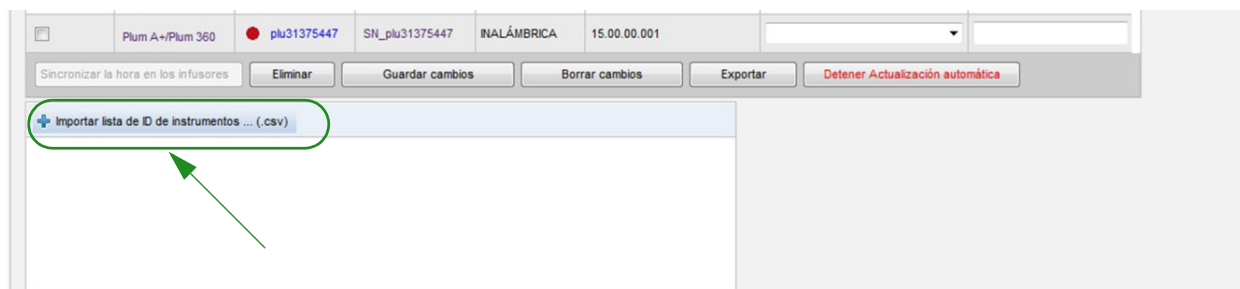 Plum A+/Plum 360 plu31375447 SN_plu31375447 INALÁMBRICA 15.00.00.001
Sincronizar la hora en los infusores Eliminar Guardar cambios Borrar cambios Exportar Detener Actualización automática
Importar lista de ID de instrumentos ... (.csv)